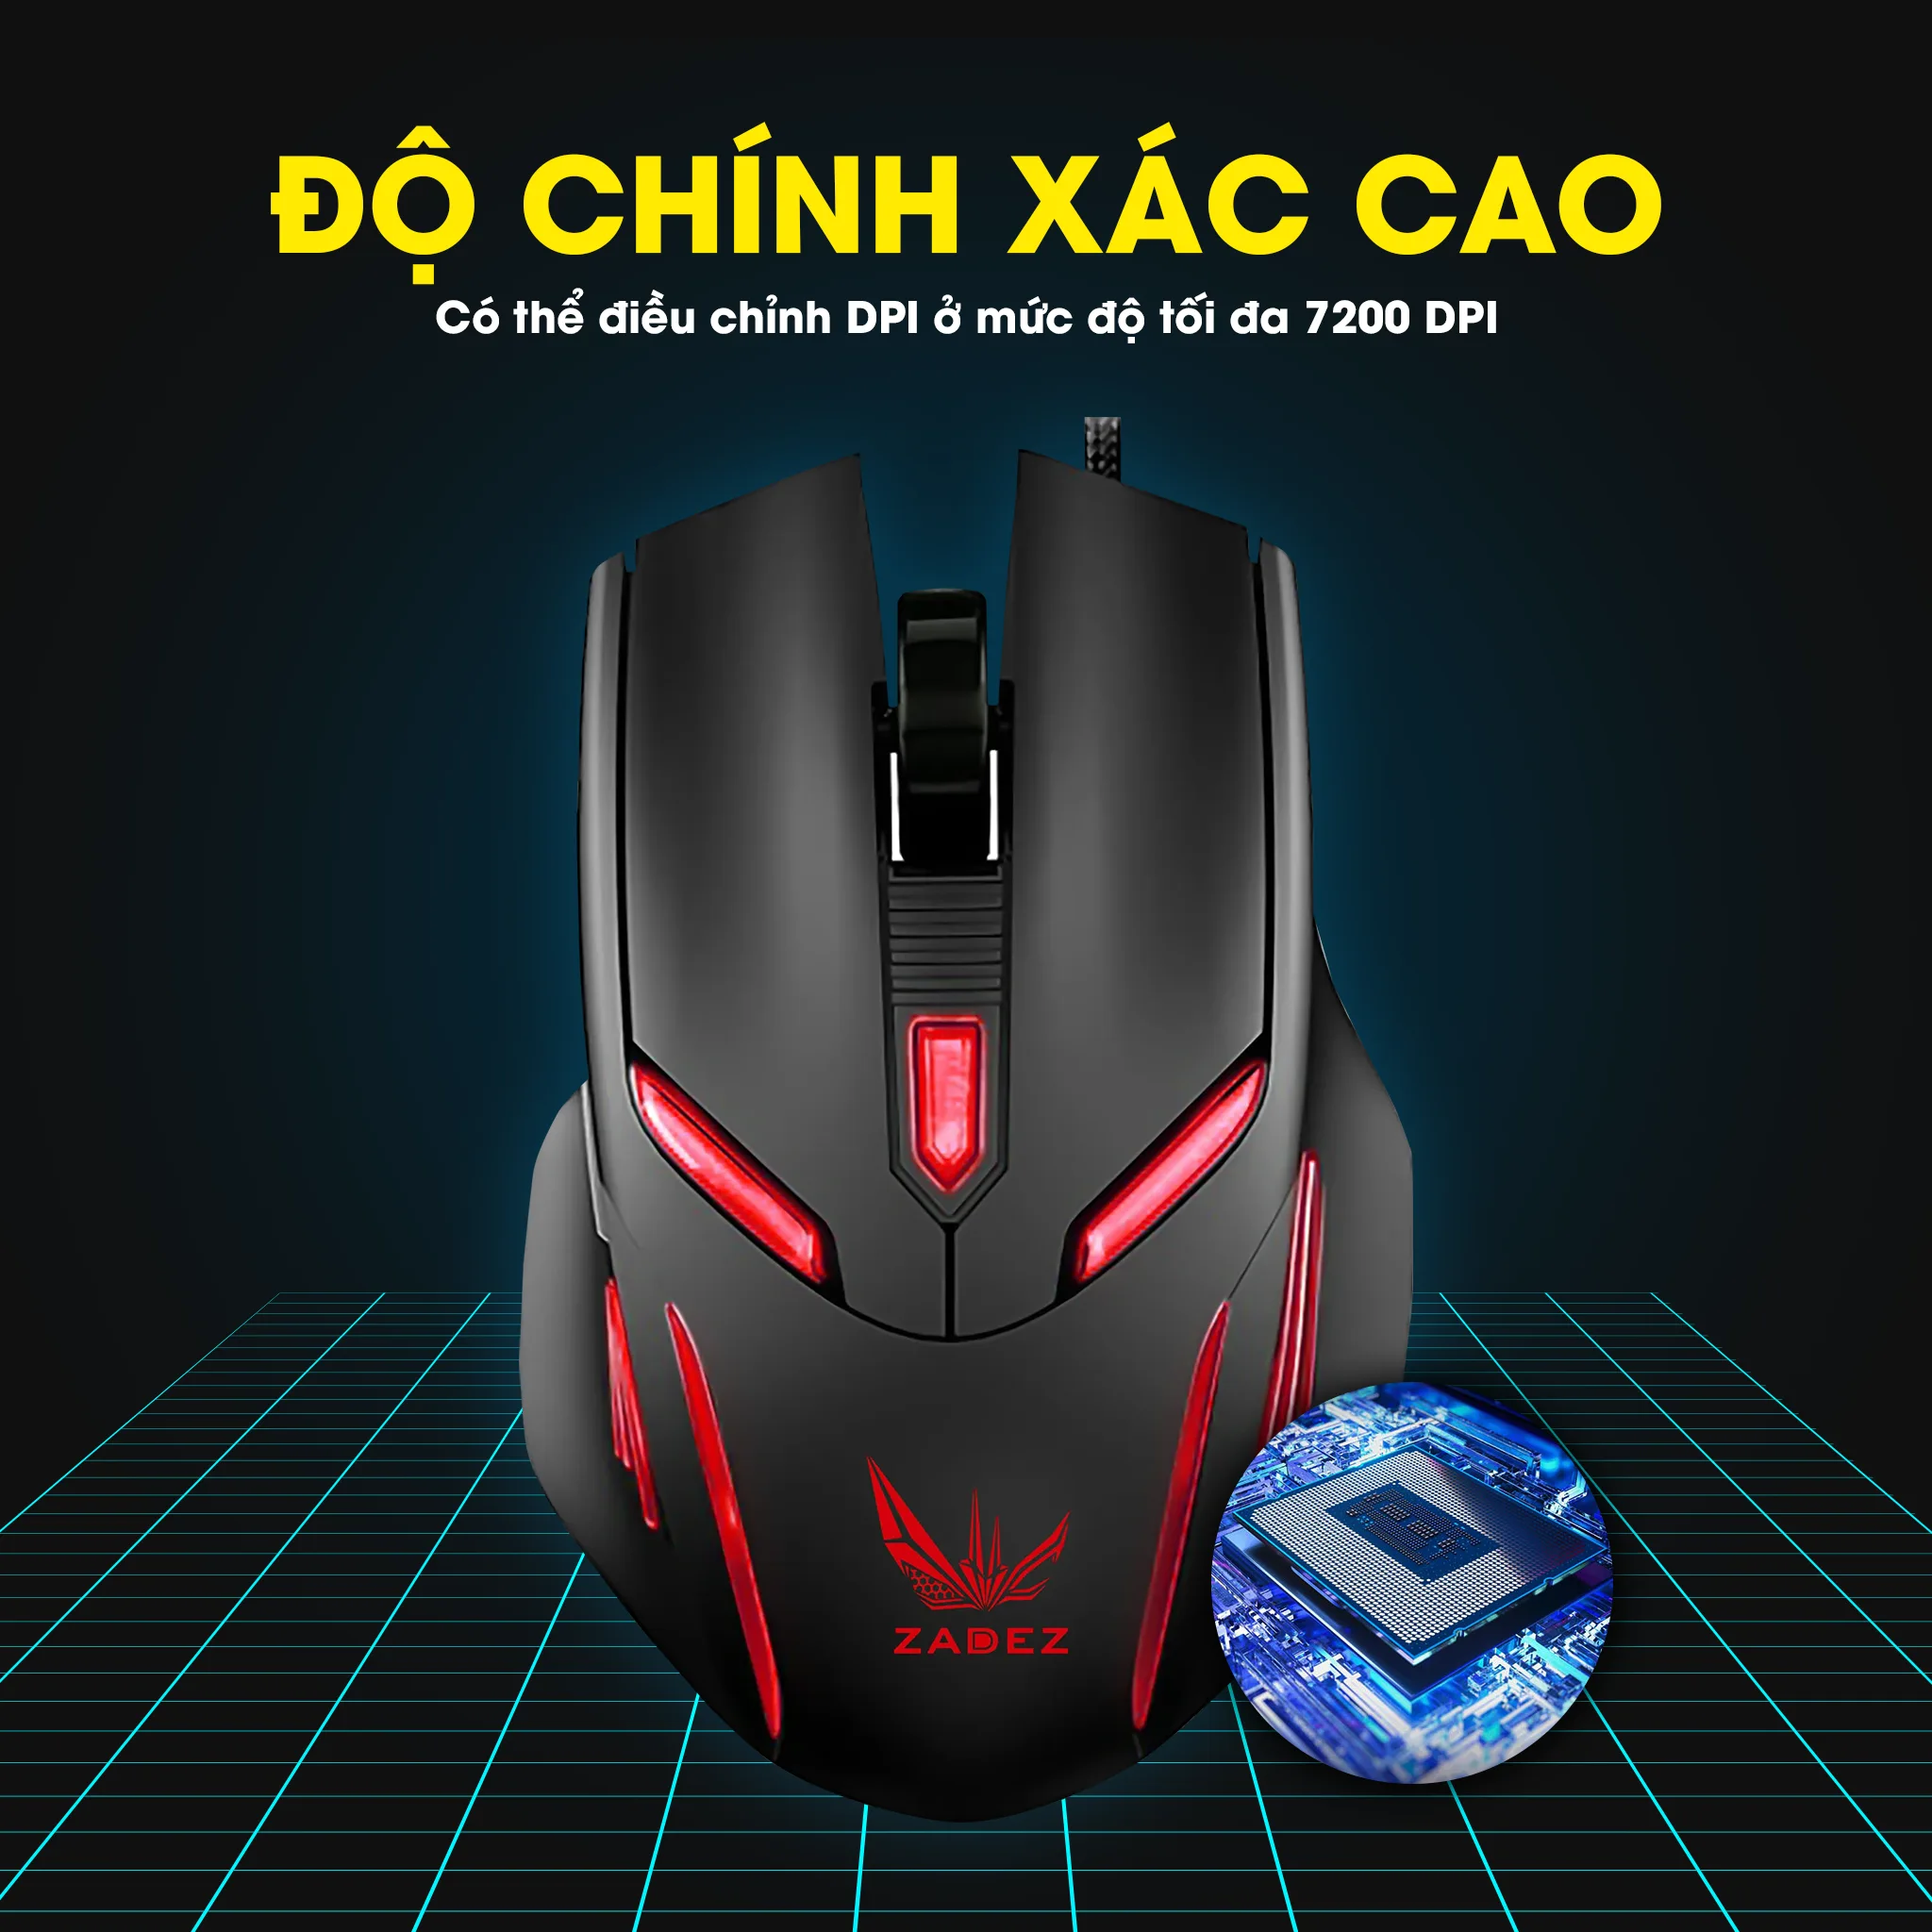 ĐỘ CHÍNH XÁC CAO
Có thể điều chỉnh DPI ở mức độ tối đa 7200 DPI
ZADEZ